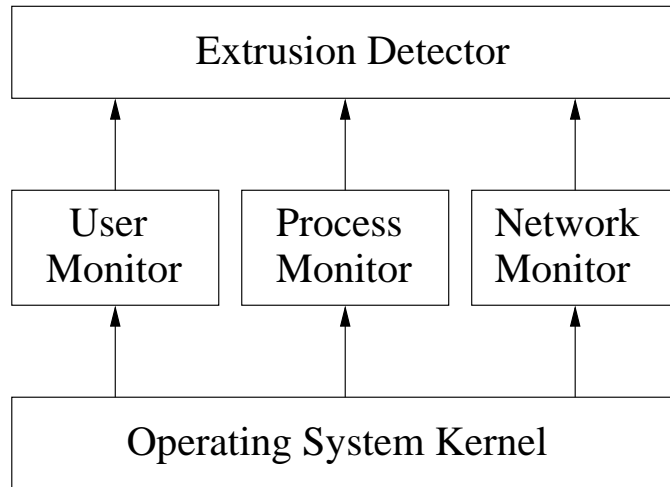 Extrusion Detector
User
Monitor
Process
Monitor
Network
Monitor
Operating System Kernel